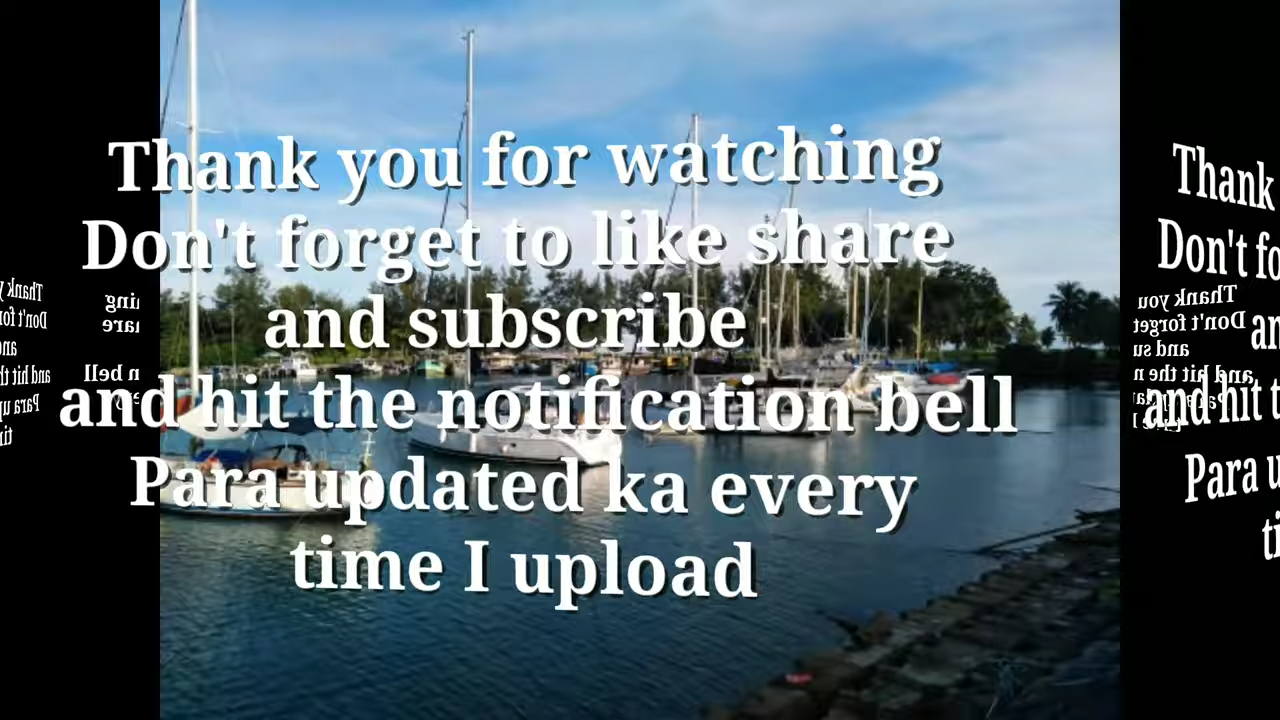 Thank you for watching
Don't forget to like share
and subscribe
and hit the notification bell
Para updated ka every
time I upload